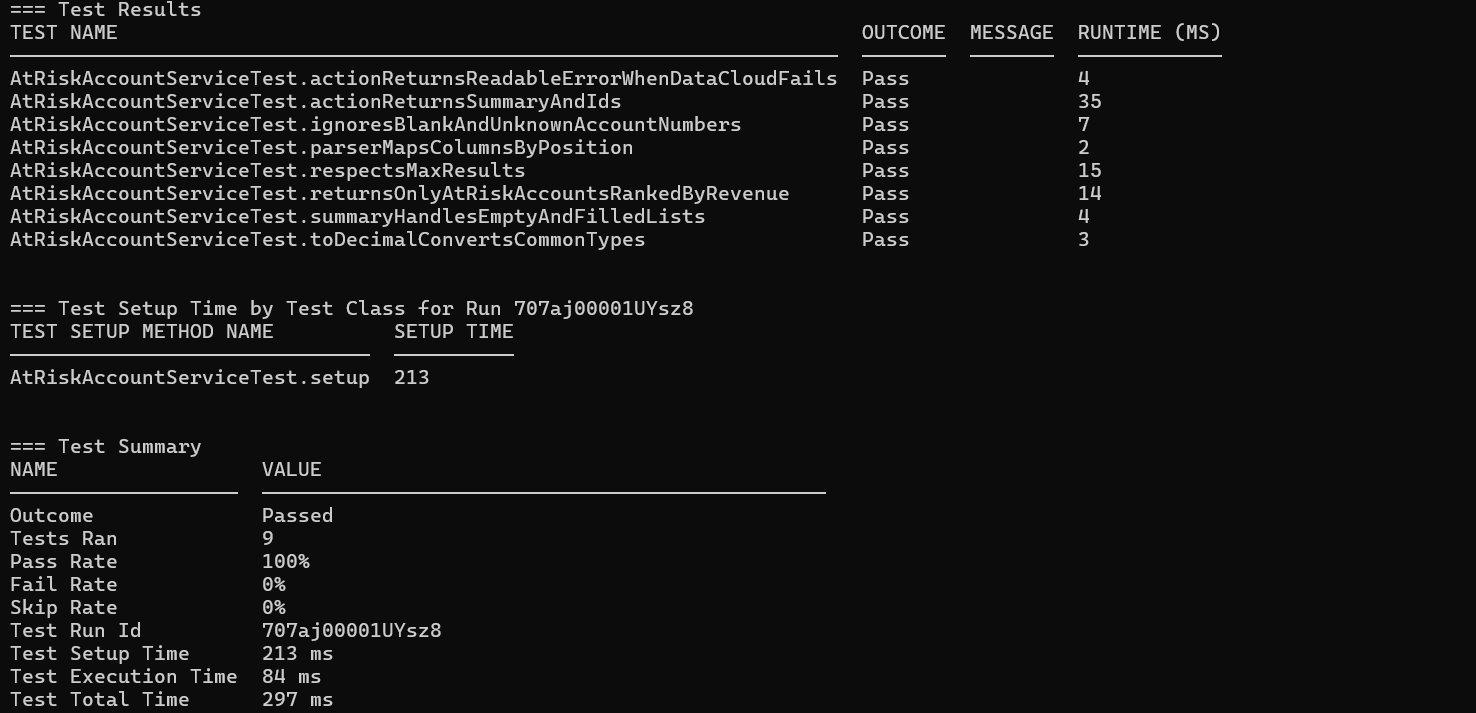 === Test Results
TEST NAME OUTCOME MESSAGE RUNTIME (MS)
AtRiskAccountServiceTest.actionReturnsReadableErrorWhenDataCloudFails Pass 4
AtRiskAccountServiceTest.actionReturnsSummaryAndIds Pass 35
AtRiskAccountServiceTest.ignoresBlankAndUnknownAccountNumbers Pass 7
AtRiskAccountServiceTest.parserMapsColumnsByPosition Pass 2
AtRiskAccountServiceTest.respectsMaxResults Pass 15
AtRiskAccountServiceTest.returnsOnlyAtRiskAccountsRankedByRevenue Pass 14
AtRiskAccountServiceTest.summaryHandlesEmptyAndFilledLists Pass 4
AtRiskAccountServiceTest.toDecimalConvertsCommonTypes Pass 3
=== Test Setup Time by Test Class for Run 707aj00001UYsz8
TEST SETUP METHOD NAME SETUP TIME
AtRiskAccountServiceTest.setup 213
=== Test Summary
NAME VALUE
Outcome Passed
Tests Ran 9
Pass Rate 100%
Fail Rate 0%
Skip Rate 0%
Test Run Id 707aj00001UYsz8
Test Setup Time 213 ms
Test Execution Time 84 ms
Test Total Time 297 ms